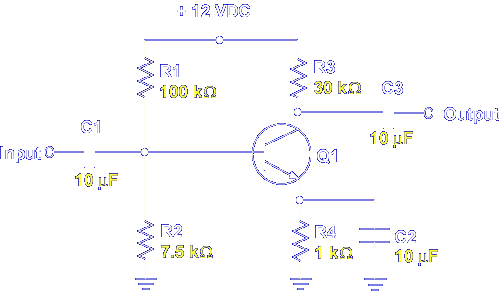 + 12 VDC
R1
100 kΩ
R3
30 kΩ
C3
10 μF
Output
C1
10 μF
Input
Q1
R2
7.5 kΩ
R4
1 kΩ
C2
10 μF